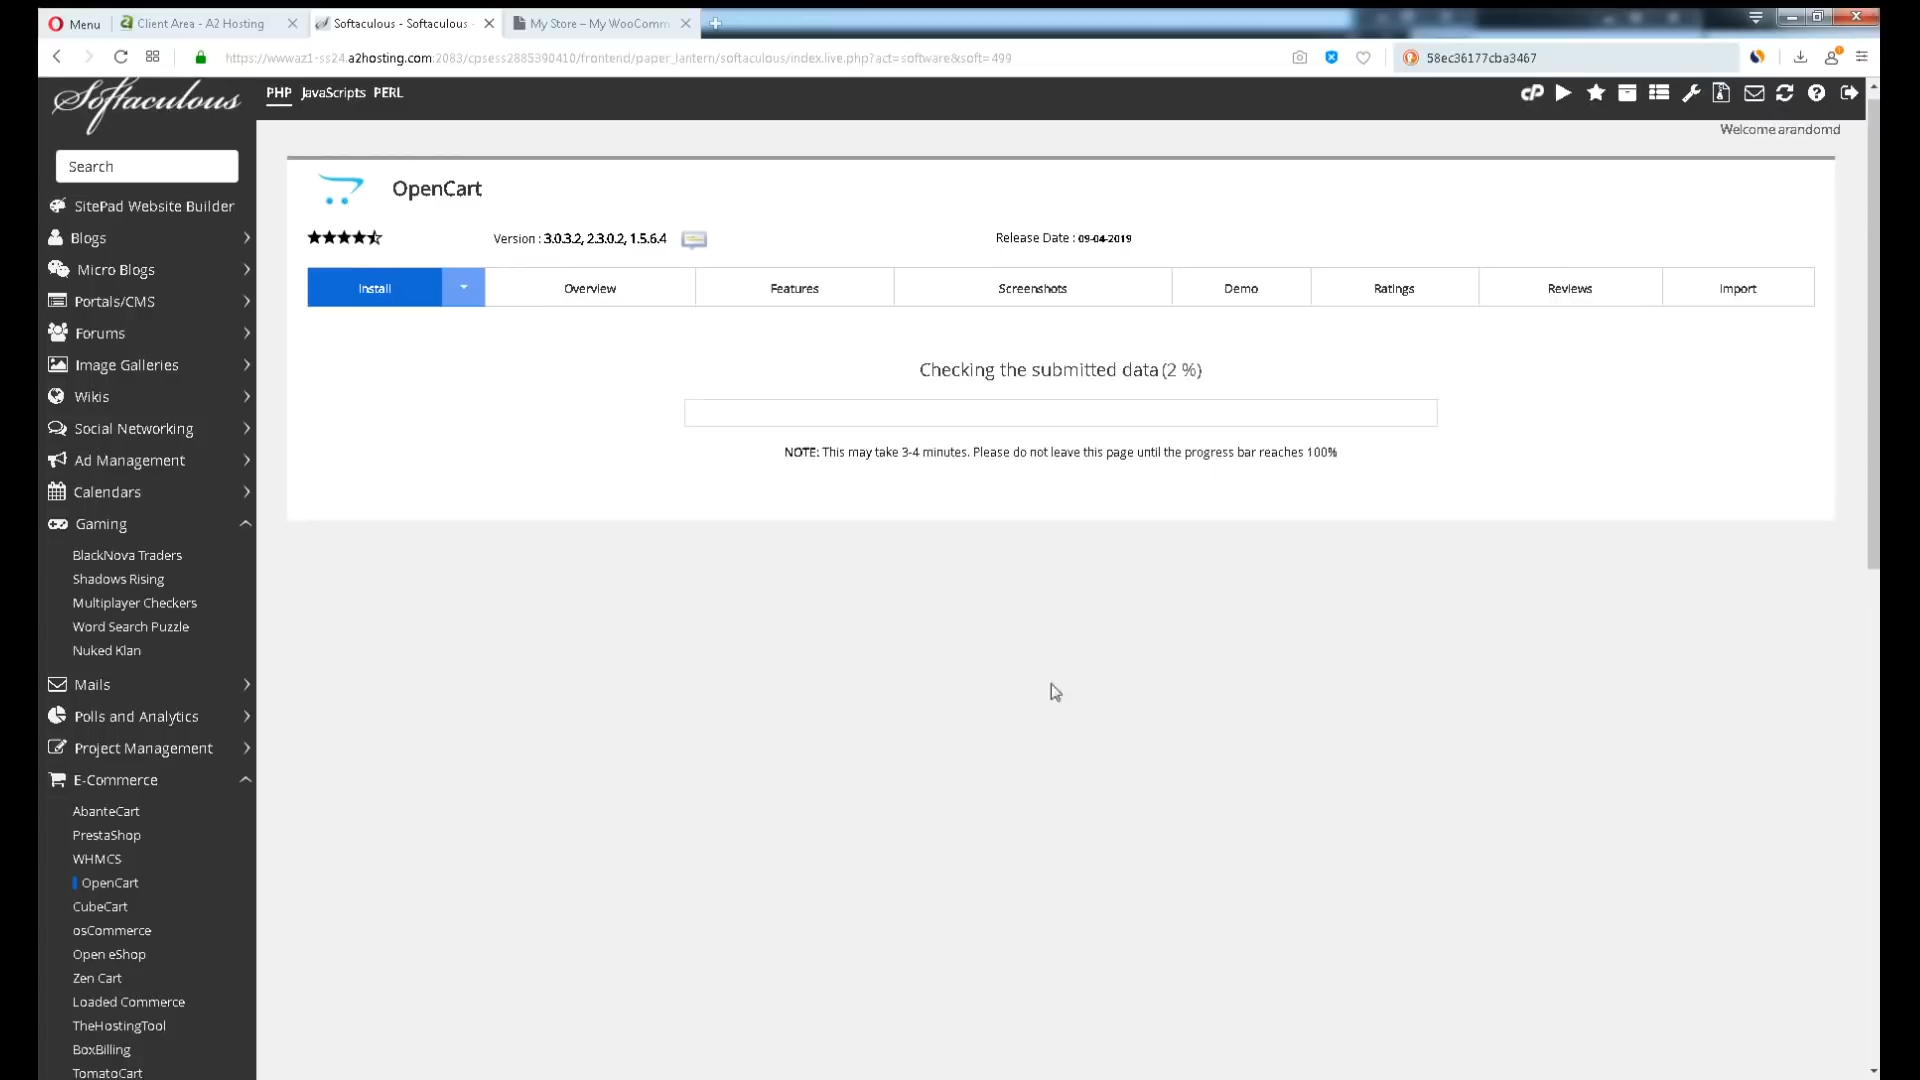 Menu
Client Area - A2 Hosting
Softaculous - Softaculous -
My Store – My WooComm
https://wwwaz1-ss24.a2hosting.com:2083/cpsess2885390410/frontend/paper_lantern/softaculous/index.live.php?act=software&soft=499
58ec36177cba3467
Softaculous
PHP
JavaScripts
PERL
cP
Welcome arandomd
Search
OpenCart
Version : 3.0.3.2, 2.3.0.2, 1.5.6.4
Release Date : 09-04-2019
Install
Overview
Features
Screenshots
Demo
Ratings
Reviews
Import
Checking the submitted data (2 %)
NOTE: This may take 3-4 minutes. Please do not leave this page until the progress bar reaches 100%
SitePad Website Builder
Blogs
Micro Blogs
Portals/CMS
Forums
Image Galleries
Wikis
Social Networking
Ad Management
Calendars
Gaming
BlackNova Traders
Shadows Rising
Multiplayer Checkers
Word Search Puzzle
Nuked Klan
Mails
Polls and Analytics
Project Management
E-Commerce
AbanteCart
PrestaShop
WHMCS
OpenCart
CubeCart
osCommerce
Open eShop
Zen Cart
Loaded Commerce
TheHostingTool
BoxBilling
TomatoCart